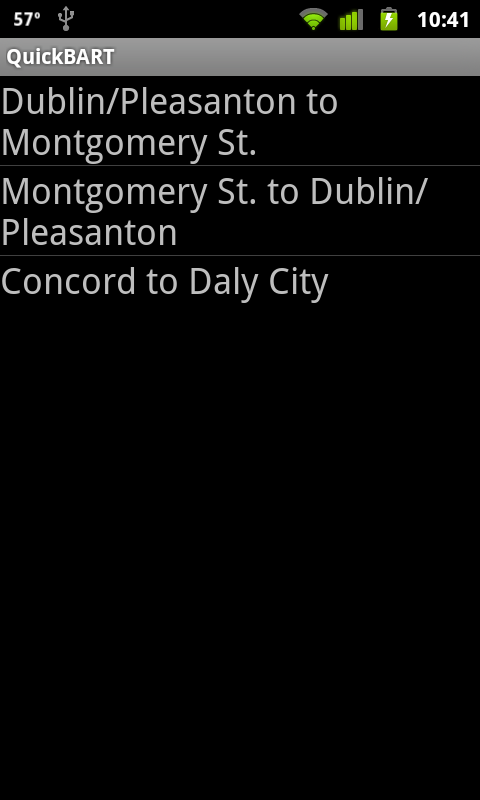 57°
10:41
QuickBART
Dublin/Pleasanton to
Montgomery St.
Montgomery St. to Dublin/
Pleasanton
Concord to Daly City